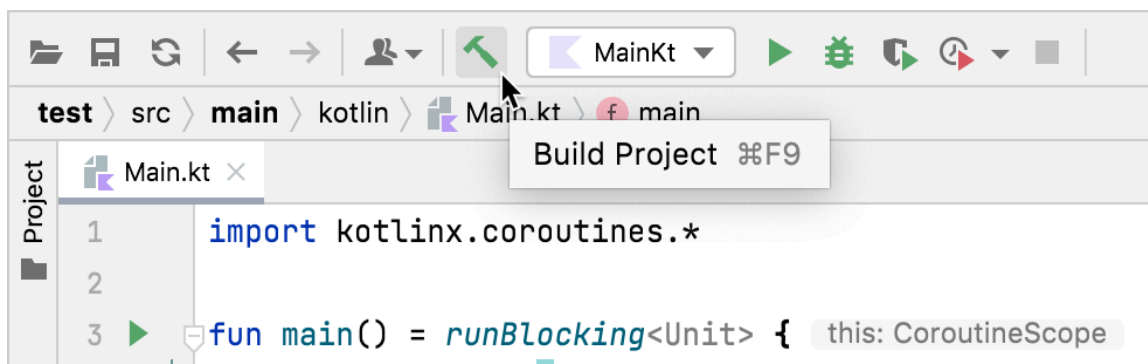 MainKt
test 〉 src 〉 main 〉 kotlin 〉 Main.kt 〉 f main
Build Project ⌘F9
Project
Main.kt ×
1 import kotlinx.coroutines.*
2
3 fun main() = runBlocking<Unit> { this: CoroutineScope